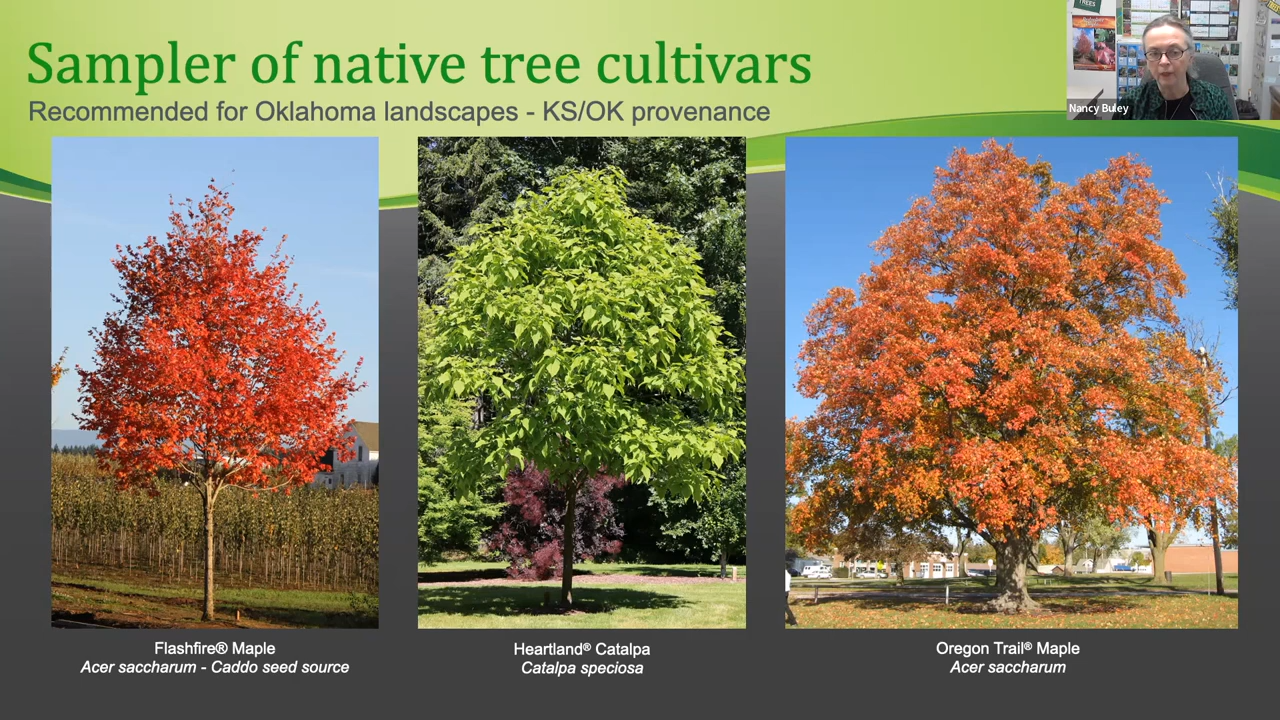 Sampler of native tree cultivars
Recommended for Oklahoma landscapes - KS/OK provenance
TREES
Nancy Buley
Flashfire® Maple
Acer saccharum - Caddo seed source
Heartland® Catalpa
Catalpa speciosa
Oregon Trail® Maple
Acer saccharum